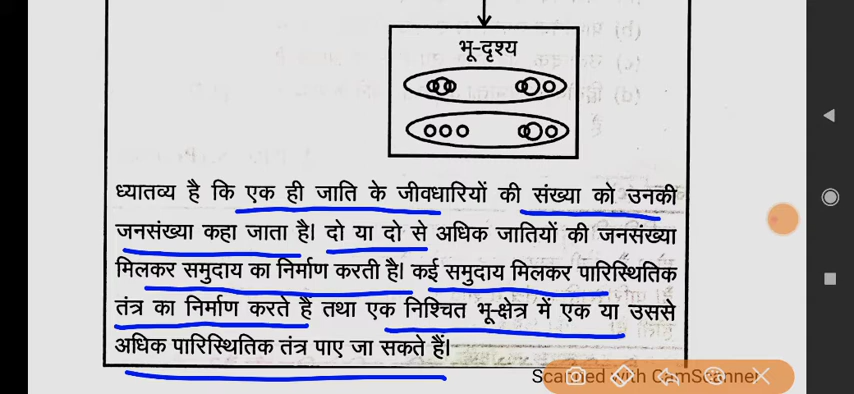 भू-दृश्य
ध्यातव्य है कि एक ही जाति के जीवधारियों की संख्या को उनकी
जनसंख्या कहा जाता है। दो या दो से अधिक जातियों की जनसंख्या
मिलकर समुदाय का निर्माण करती है। कई समुदाय मिलकर पारिस्थितिक
तंत्र का निर्माण करते हैं तथा एक निश्चित भू-क्षेत्र में एक या उससे
अधिक पारिस्थितिक तंत्र पाए जा सकते हैं।
Scanned with CamScanner